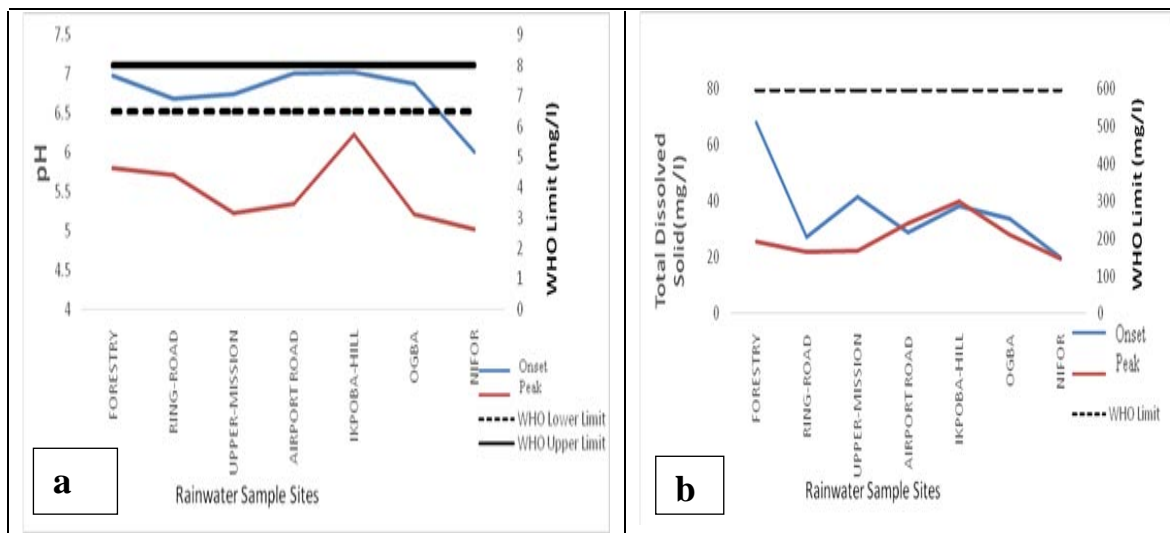 7.5
7
6.5
6
5.5
5
4.5
4
pH
9
8
7
6
5
4
3
2
1
0
WHO Limit (mg/l)
FORESTRY
RING-ROAD
UPPER-MISSION
AIRPORT ROAD
IKPOBA-HILL
OGBA
NIFOR
Onset
Peak
WHO Lower Limit
WHO Upper Limit
a
Rainwater Sample Sites
80
60
40
20
0
Total Dissolved
Solid(mg/l)
600
500
400
300
200
100
0
WHO Limit (mg/l)
FORESTRY
RING-ROAD
UPPER-MISSION
AIRPORT ROAD
IKPOBA-HILL
OGBA
NIFOR
Onset
Peak
WHO Limit
b
Rainwater Sample Sites